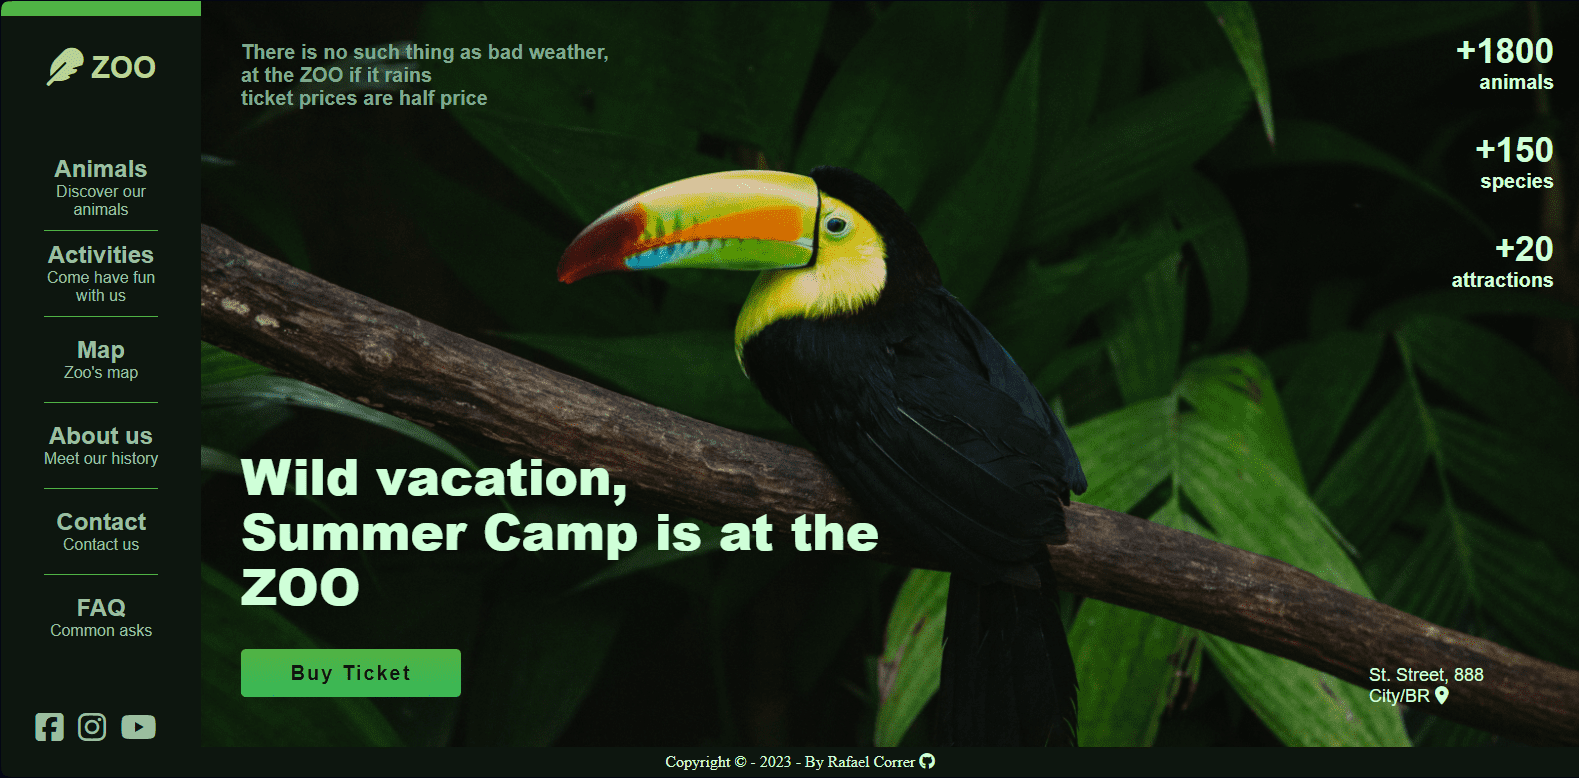 ZOO
Animals
Discover our
animals
Activities
Come have fun
with us
Map
Zoo's map
About us
Meet our history
Contact
Contact us
FAQ
Common asks
There is no such thing as bad weather,
at the ZOO if it rains
ticket prices are half price
+1800
animals
+150
species
+20
attractions
Wild vacation,
Summer Camp is at the
ZOO
Buy Ticket
St. Street, 888
City/BR
Copyright © - 2023 - By Rafael Correr